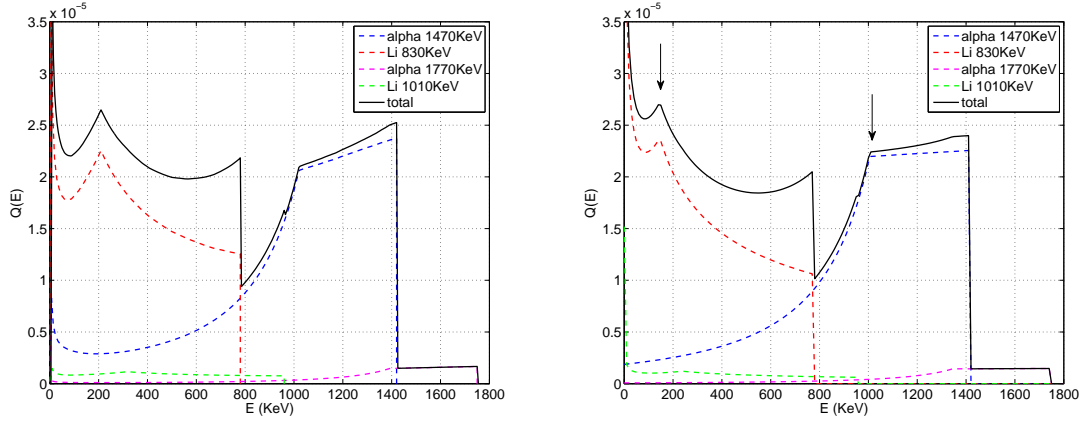 x 10^-5
3.5
3
2.5
2
1.5
1
0.5
0
Q(E)
0 200 400 600 800 1000 1200 1400 1600 1800
E (KeV)
alpha 1470KeV
Li 830KeV
alpha 1770KeV
Li 1010KeV
total
x 10^-5
3.5
3
2.5
2
1.5
1
0.5
0
Q(E)
0 200 400 600 800 1000 1200 1400 1600 1800
E (KeV)
alpha 1470KeV
Li 830KeV
alpha 1770KeV
Li 1010KeV
total